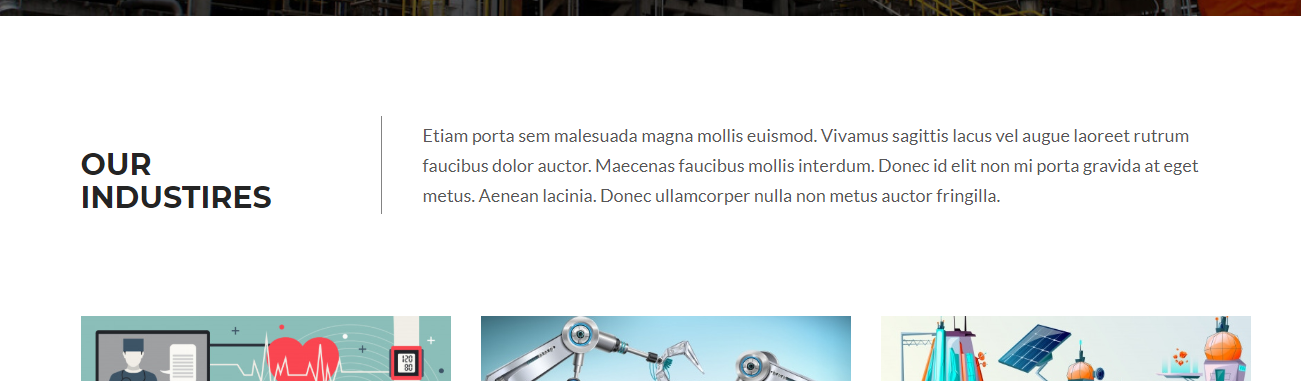 OUR
INDUSTIRES
Etiam porta sem malesuada magna mollis euismod. Vivamus sagittis lacus vel augue laoreet rutrum
faucibus dolor auctor. Maecenas faucibus mollis interdum. Donec id elit non mi porta gravida at eget
metus. Aenean lacinia. Donec ullamcorper nulla non metus auctor fringilla.
120
80